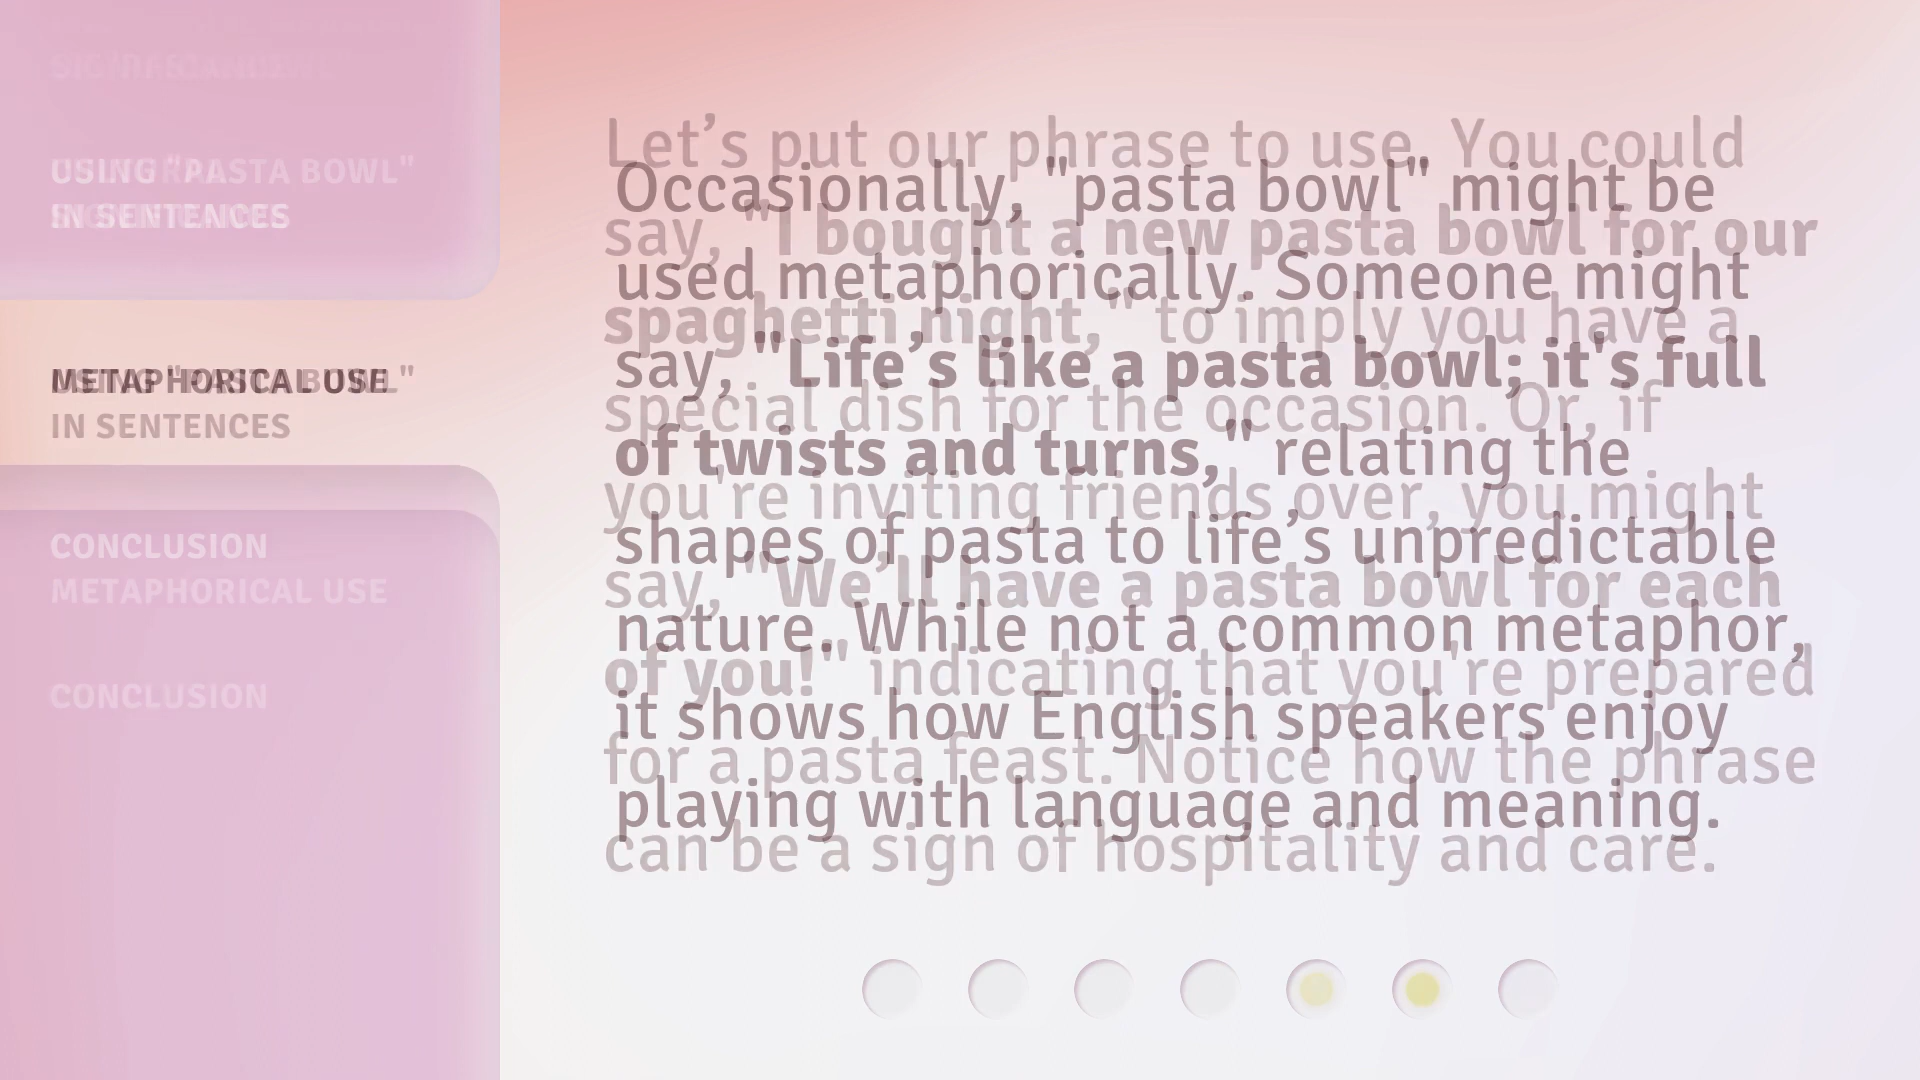 USING "PASTA BOWL"
IN SENTENCES
METAPHORICAL USE
USING "PASTA BOWL"
IN SENTENCES
CONCLUSION
METAPHORICAL USE
CONCLUSION
Let’s put our phrase to use. You could
say, "I bought a new pasta bowl for our
spaghetti night," to imply you have a
special dish for the occasion. Or, if
you're inviting friends over, you might
say, "We’ll have a pasta bowl for each
of you!" indicating that you're prepared
for a pasta feast. Notice how the phrase
can be a sign of hospitality and care.
Occasionally, "pasta bowl" might be
used metaphorically. Someone might
say, "Life’s like a pasta bowl; it's full
of twists and turns," relating the
shapes of pasta to life’s unpredictable
nature. While not a common metaphor,
it shows how English speakers enjoy
playing with language and meaning.